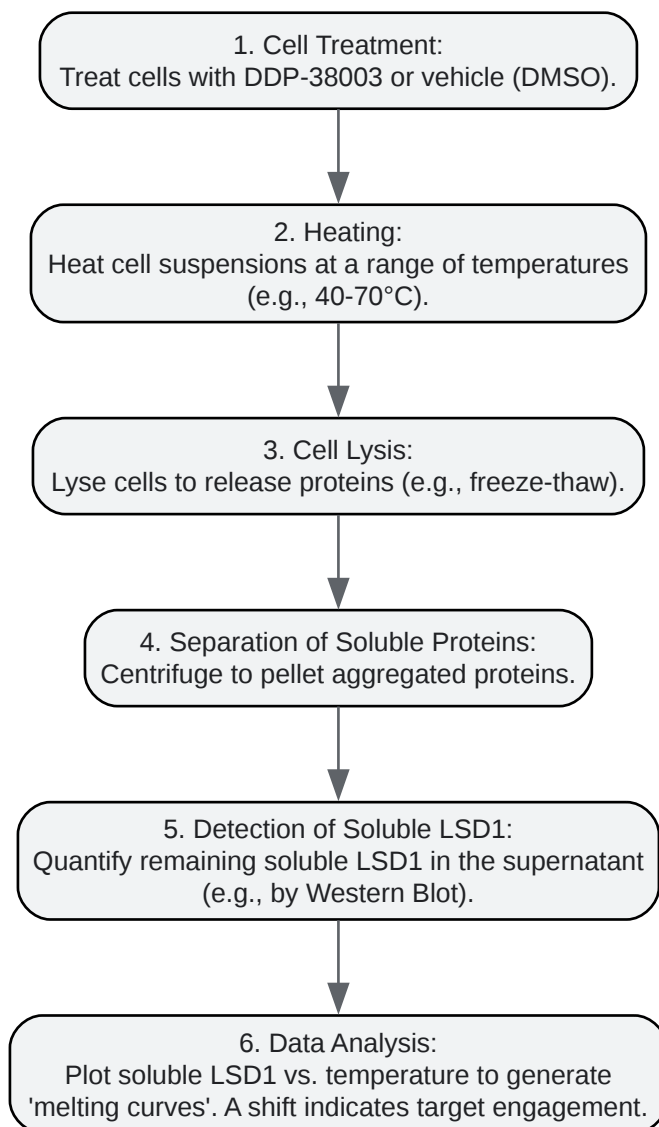 1. Cell Treatment:
Treat cells with DDP-38003 or vehicle (DMSO).
2. Heating:
Heat cell suspensions at a range of temperatures
(e.g., 40-70°C).
3. Cell Lysis:
Lyse cells to release proteins (e.g., freeze-thaw).
4. Separation of Soluble Proteins:
Centrifuge to pellet aggregated proteins.
5. Detection of Soluble LSD1:
Quantify remaining soluble LSD1 in the supernatant
(e.g., by Western Blot).
6. Data Analysis:
Plot soluble LSD1 vs. temperature to generate
'melting curves'. A shift indicates target engagement.